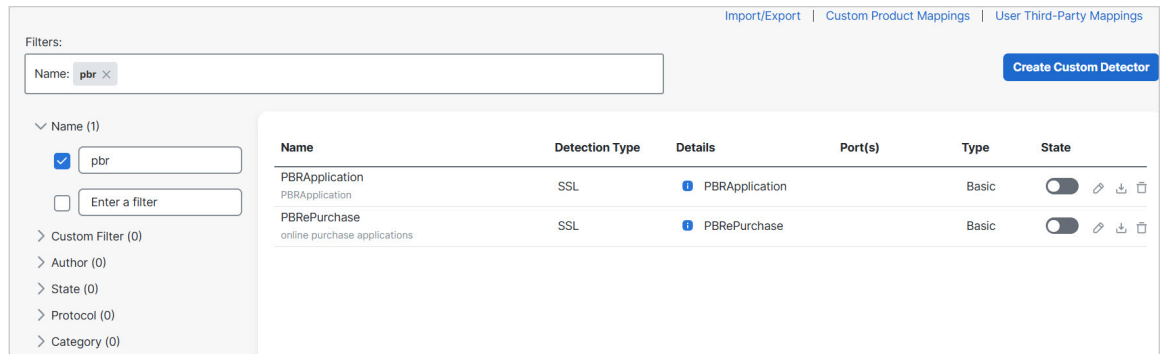 Import/Export | Custom Product Mappings | User Third-Party Mappings
Filters:
Name: pbr
Create Custom Detector
Name (1)
pbr
Enter a filter
Custom Filter (0)
Author (0)
State (0)
Protocol (0)
Category (0)
Name Detection Type Details Port(s) Type State
PBRApplication SSL PBRApplication Basic
PBRApplication
PBRePurchase SSL PBRePurchase Basic
online purchase applications